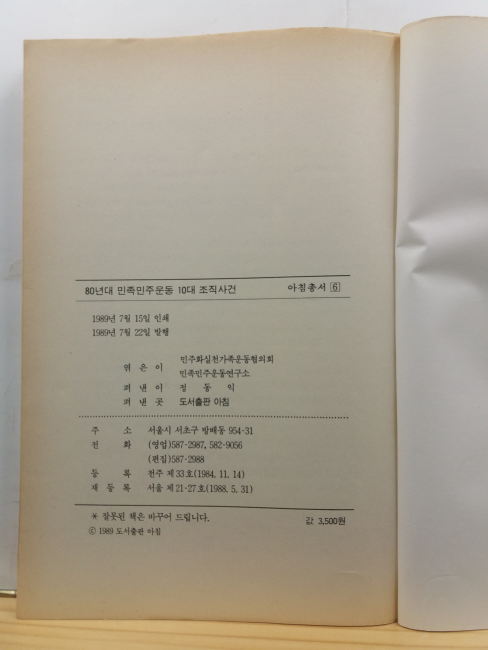 80년대 민족민주운동 10대 조직사건 아침총서 6
1989년 7월 15일 인쇄
1989년 7월 22일 발행
엮은이 민주화실천가족운동협의회
민족민주운동연구소
펴낸이 정동익
펴낸곳 도서출판 아침
주소 서울시 서초구 방배동 954-31
전화 (영업)587-2987, 582-9056
(편집)587-2988
등록 전주 제33호(1984. 11. 14)
재등록 서울 제21-27호(1988. 5. 31)
* 잘못된 책은 바꾸어 드립니다. 값 3,500원
ⓒ 1989 도서출판 아침